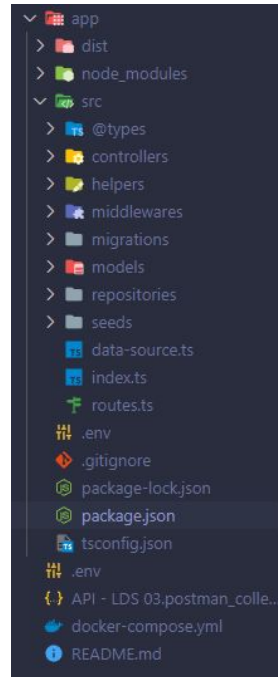 app
dist
node_modules
src
@types
controllers
helpers
middlewares
migrations
models
repositories
seeds
data-source.ts
index.ts
routes.ts
.env
.gitignore
package-lock.json
package.json
tsconfig.json
.env
API - LDS 03.postman_colle...
docker-compose.yml
README.md